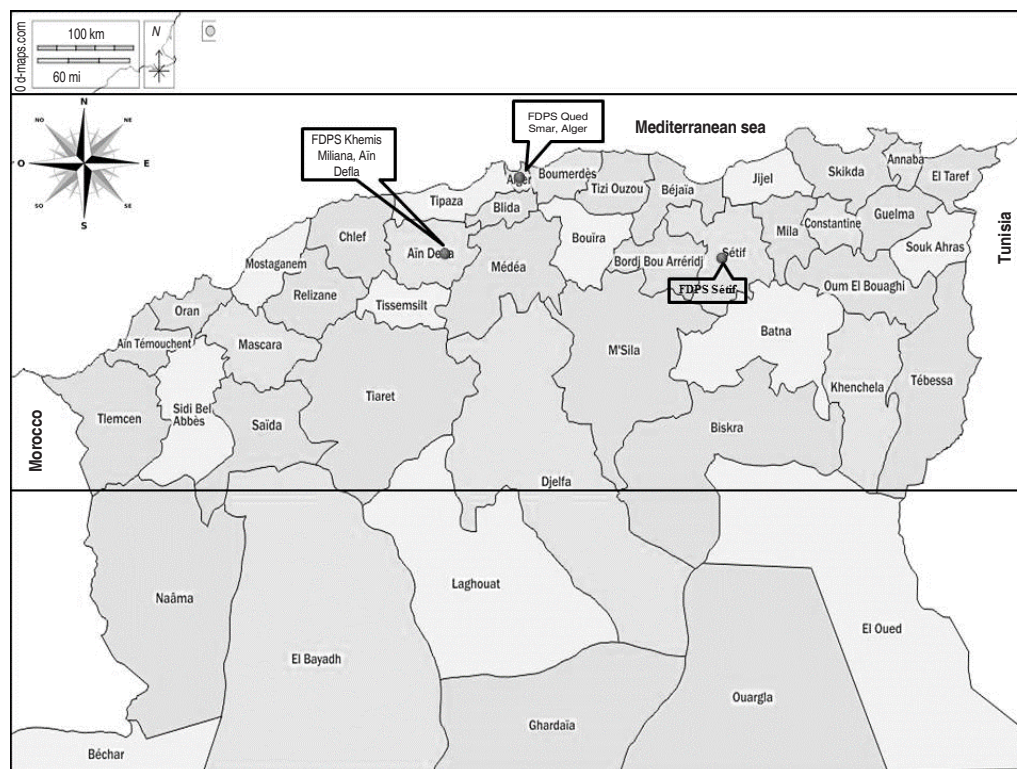 0 d-maps.com
100 km
60 mi
N
N
NO
NE
O
E
SO
SE
S
FDPS Khemis
Miliana, Aïn
Defla
FDPS Qued
Smar, Alger
Mediterranean sea
Morocco
Tunisia
Alger
Boumerdès
Tizi Ouzou
Béjaïa
Jijel
Skikda
Annaba
El Taref
Tipaza
Blida
Bouïra
Constantine
Mila
Guelma
Souk Ahras
Chlef
Aïn Defla
Médéa
Bordj Bou Arréridj
Sétif
FDPS Sétif
Oum El Bouaghi
Mostaganem
Relizane
Tissemsilt
Oran
Aïn Témouchent
Mascara
M'Sila
Batna
Khenchela
Tébessa
Tlemcen
Sidi Bel
Abbès
Saïda
Tiaret
Biskra
Djelfa
Naâma
Laghouat
El Oued
El Bayadh
Ouargla
Ghardaïa
Béchar